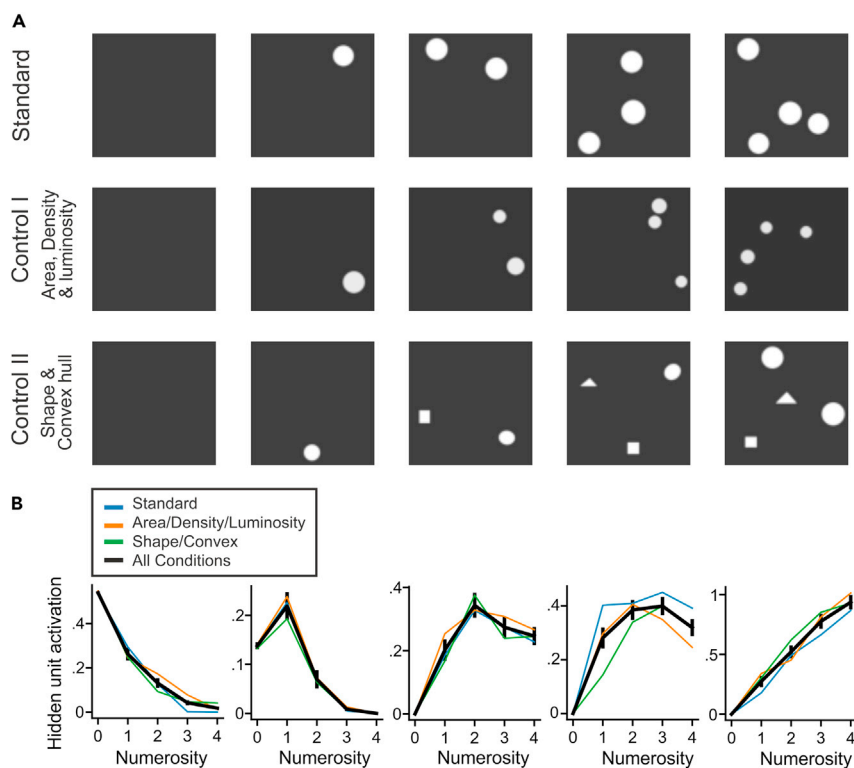 A
Standard
Control I
Area, Density
& luminosity
Control II
Shape &
Convex hull
B
Standard
Area/Density/Luminosity
Shape/Convex
All Conditions
Hidden unit activation
.4
.2
0
0 1 2 3 4
Numerosity
.2
.1
0
0 1 2 3 4
Numerosity
.4
.2
0
0 1 2 3 4
Numerosity
.4
.2
0
0 1 2 3 4
Numerosity
1
.5
0
0 1 2 3 4
Numerosity